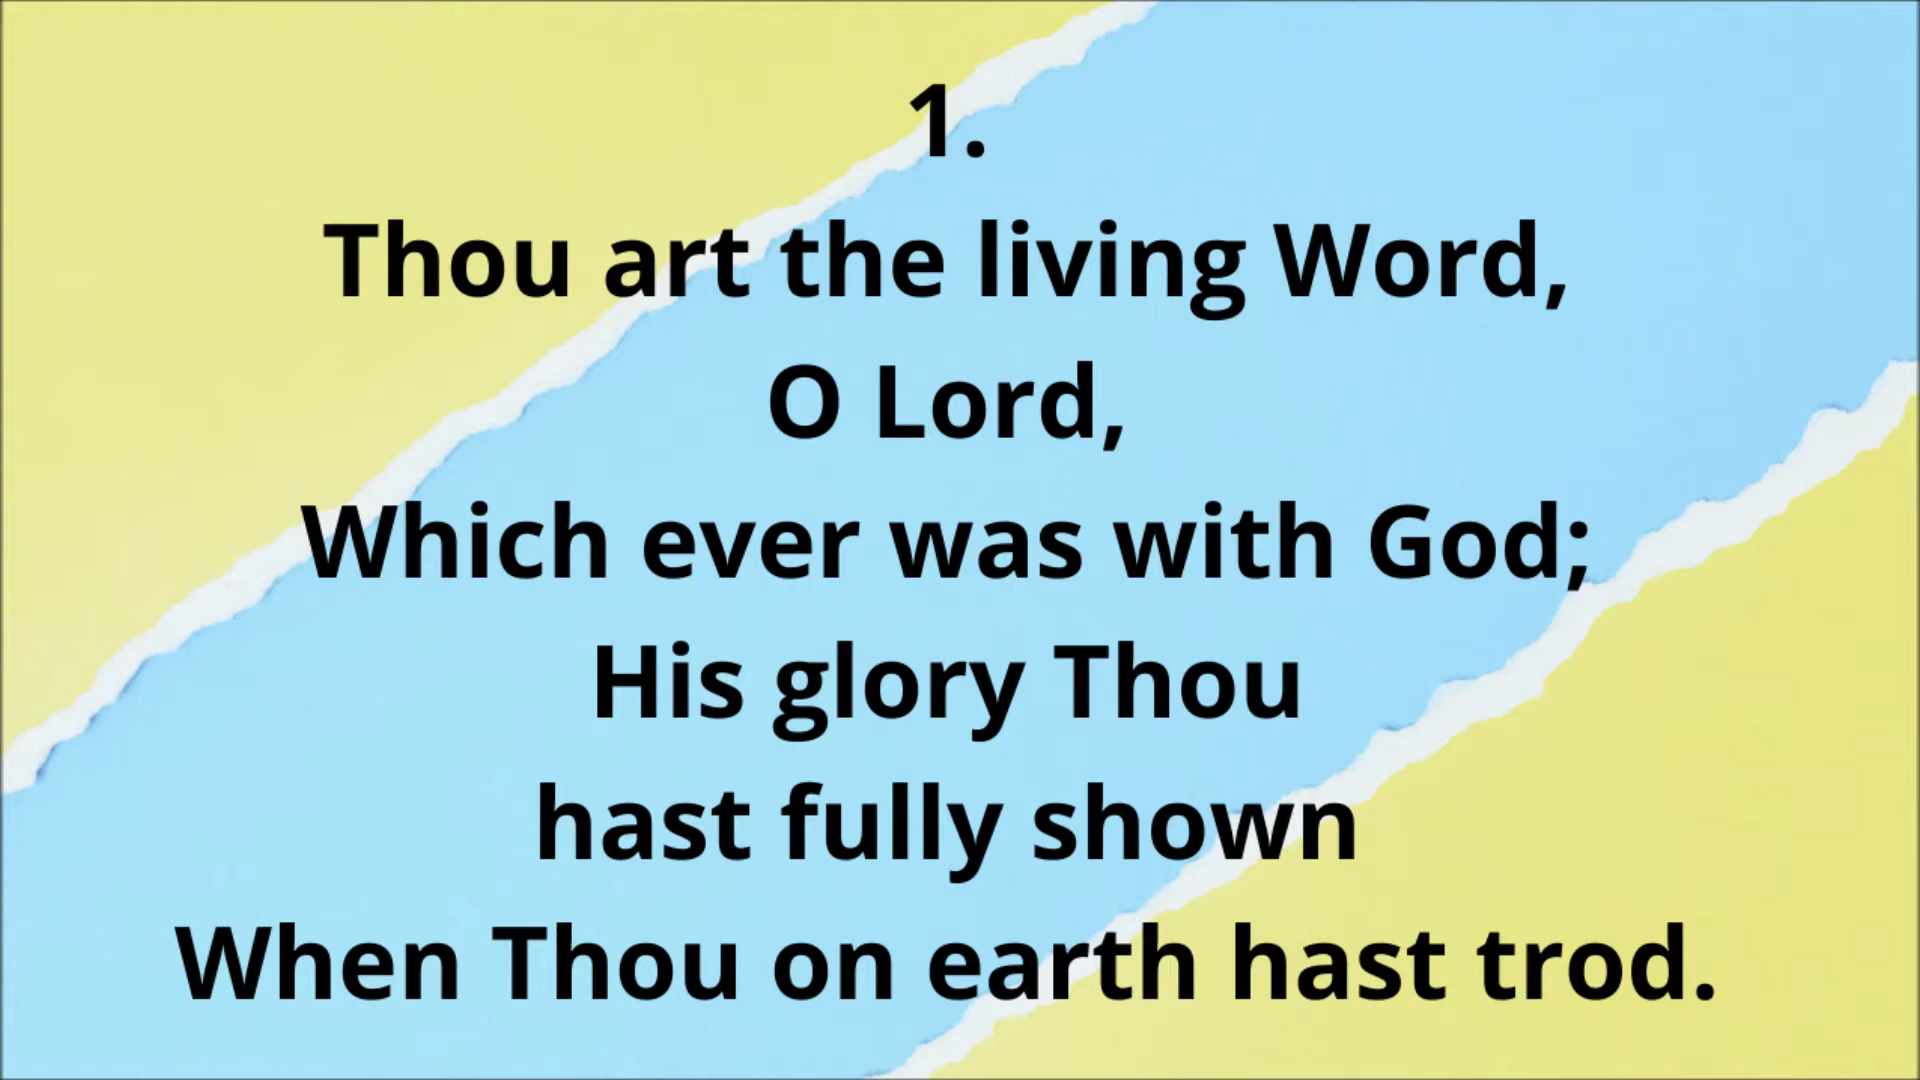 1.
Thou art the living Word,
O Lord,
Which ever was with God;
His glory Thou
hast fully shown
When Thou on earth hast trod.